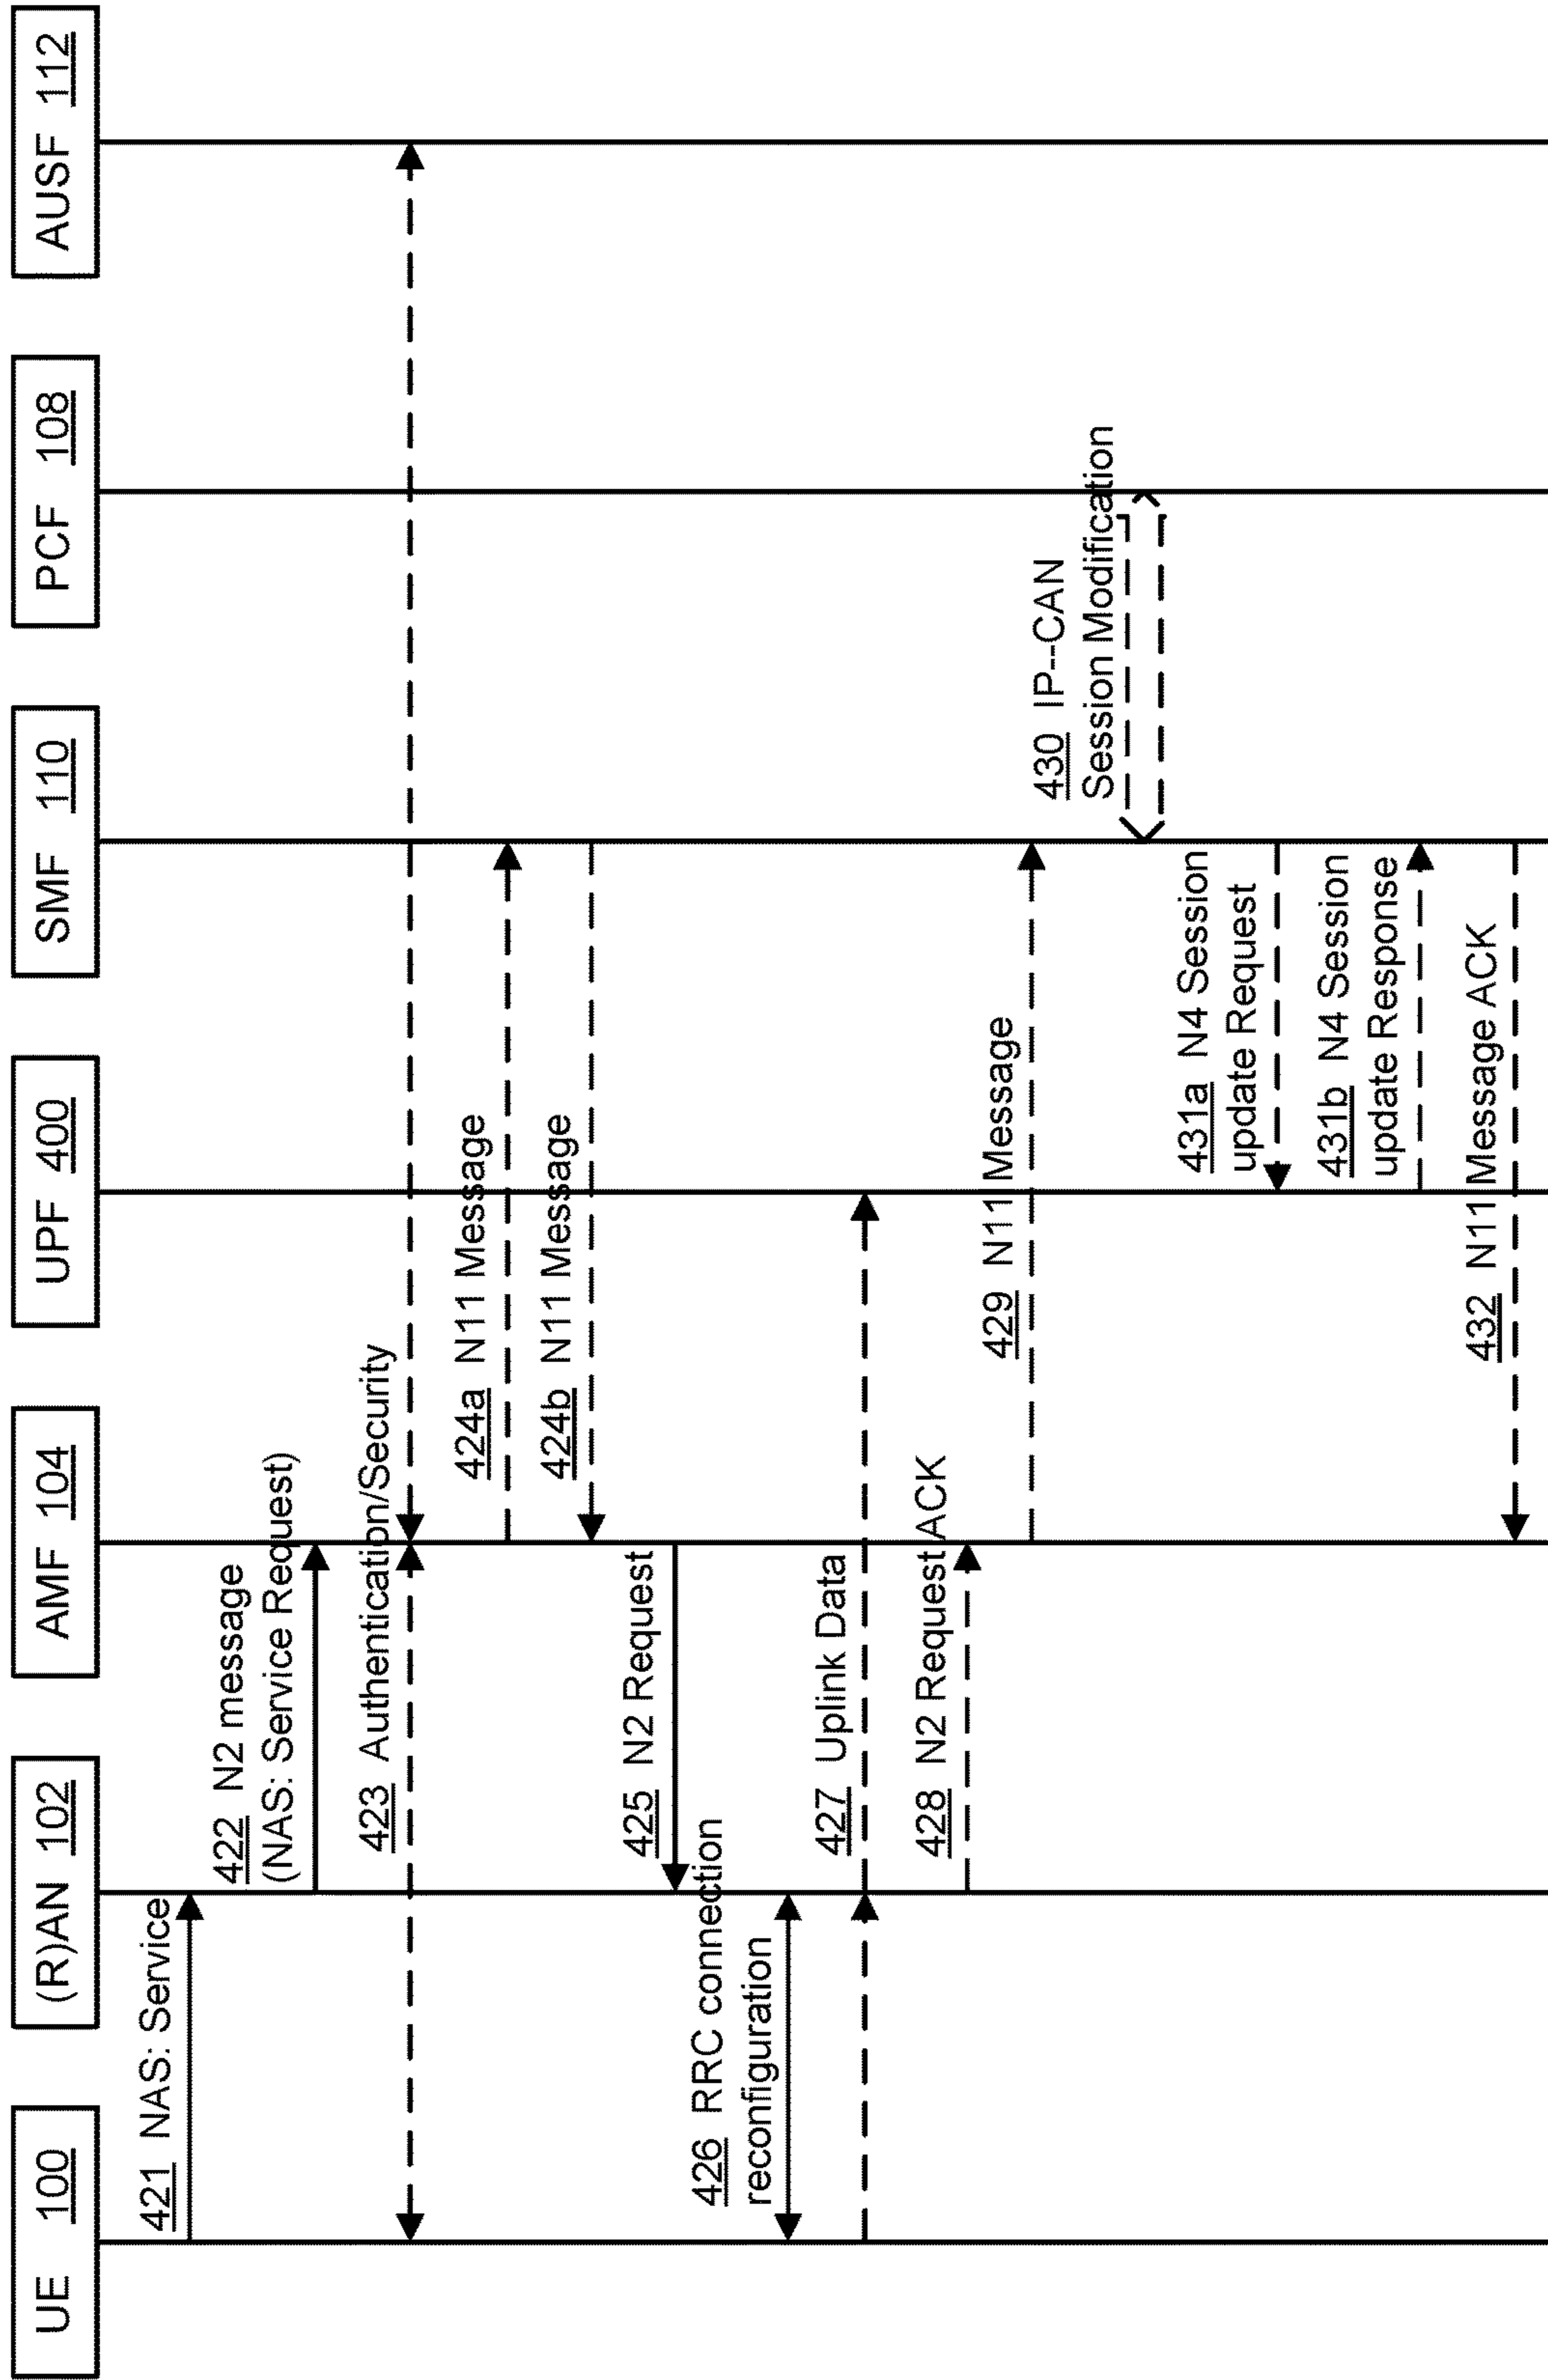 UE 100
(R)AN 102
AMF 104
UPF 400
SMF 110
PCF 108
AUSF 112
421 NAS: Service
422 N2 message
(NAS: Service Request)
423 Authentication/Security
424a N11 Message
424b N11 Message
425 N2 Request
426 RRC connection
reconfiguration
427 Uplink Data
428 N2 Request ACK
429 N11 Message
430 IP--CAN
Session Modification
431a N4 Session
update Request
431b N4 Session
update Response
432 N11 Message ACK